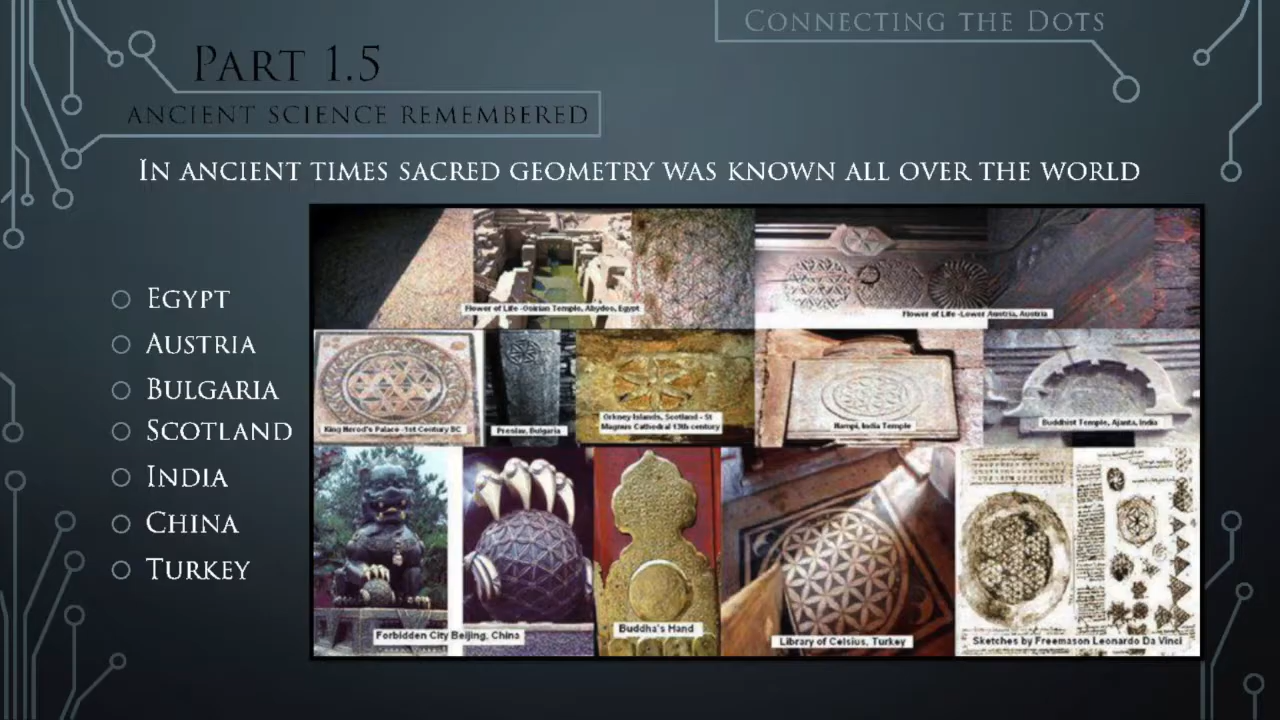 Connecting the Dots
Part 1.5
Ancient Science Remembered
In ancient times sacred geometry was known all over the world
Egypt
Austria
Bulgaria
Scotland
India
China
Turkey
Flower of Life -Osirian Temple, Abydos, Egypt
Flower of Life -Lower Austria, Austria
King Herod's Palace -1st Century BC
Preslav, Bulgaria
Orkney Islands, Scotland - St
Magnus Cathedral 13th century
Hampi, India Temple
Buddhist Temple, Ajanta, India
Forbidden City Beijing, China
Buddha's Hand
Library of Celsius, Turkey
Sketches by Freemason Leonardo Da Vinci